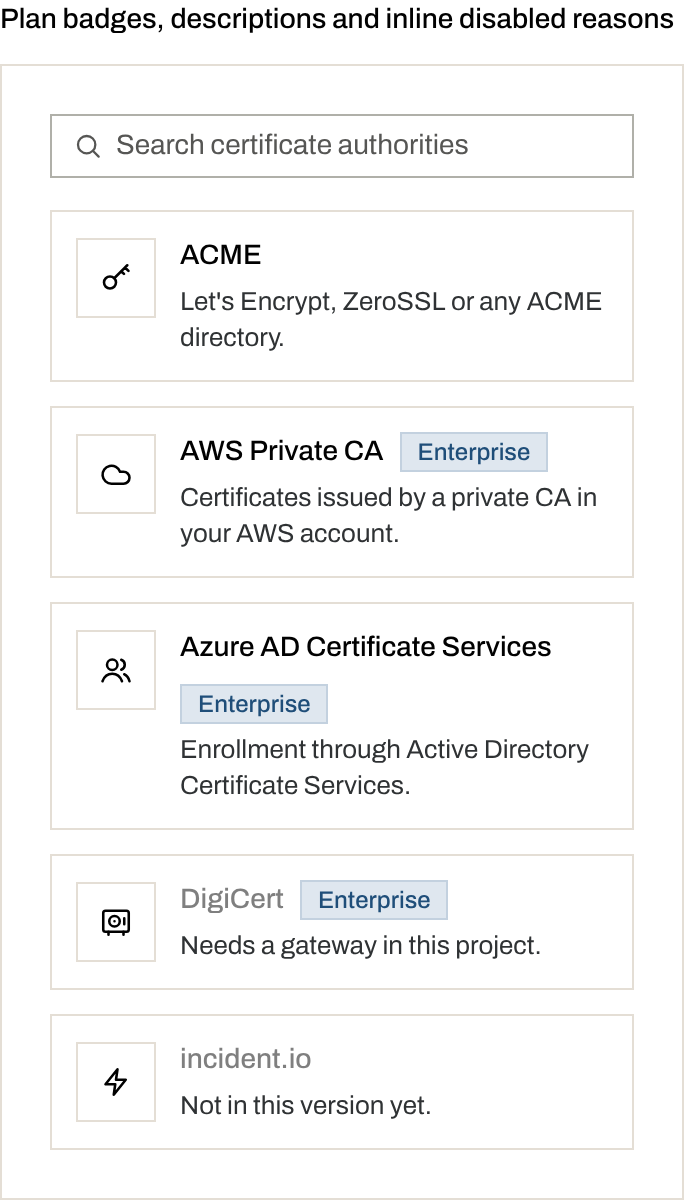 Plan badges, descriptions and inline disabled reasons
Search certificate authorities
ACME
Let's Encrypt, ZeroSSL or any ACME
directory.
AWS Private CA Enterprise
Certificates issued by a private CA in
your AWS account.
Azure AD Certificate Services
Enterprise
Enrollment through Active Directory
Certificate Services.
DigiCert Enterprise
Needs a gateway in this project.
incident.io
Not in this version yet.